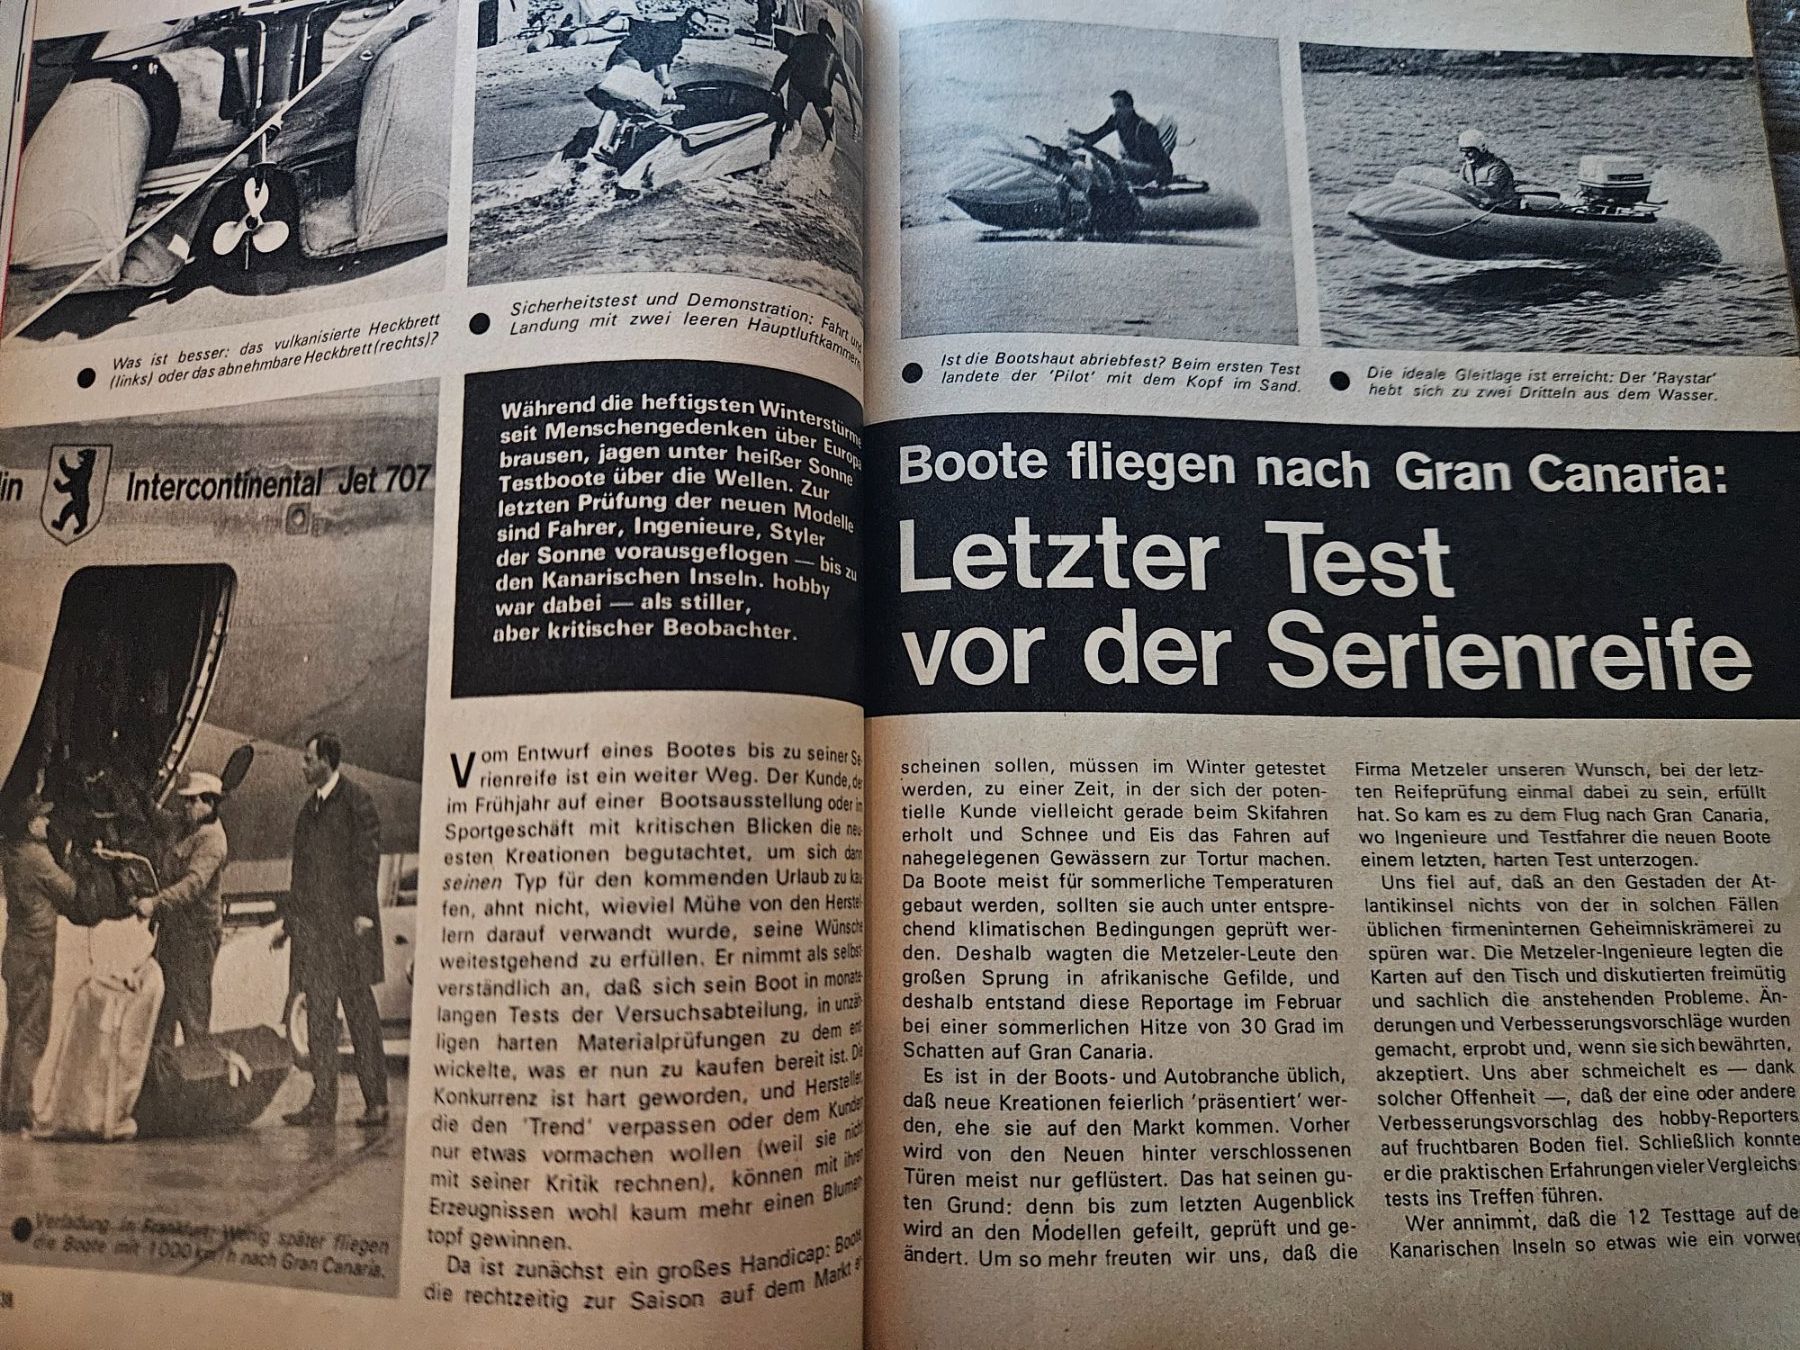 Was ist besser: das vulkanisierte Heckbrett
(links) oder das abnehmbare Heckbrett (rechts)?
Sicherheitstest und Demonstration: Fahrt und
Landung mit zwei leeren Hauptluftkammern.
lin Intercontinental Jet 707
Verladung in Frankfurt: Wenig später fliegen
die Boote mit 1000 km/h nach Gran Canaria.
Während die heftigsten Winterstürme
seit Menschengedenken über Europa
brausen, jagen unter heißer Sonne
Testboote über die Wellen. Zur
letzten Prüfung der neuen Modelle
sind Fahrer, Ingenieure, Styler
der Sonne vorausgeflogen — bis zu
den Kanarischen Inseln. hobby
war dabei — als stiller,
aber kritischer Beobachter.
Vom Entwurf eines Bootes bis zu seiner Se
rienreife ist ein weiter Weg. Der Kunde, der
im Frühjahr auf einer Bootsausstellung oder in
Sportgeschäft mit kritischen Blicken die neu-
esten Kreationen begutachtet, um sich dann
seinen Typ für den kommenden Urlaub zu kau
fen, ahnt nicht, wieviel Mühe von den Herstel-
lern darauf verwandt wurde, seine Wünsche
weitestgehend zu erfüllen. Er nimmt als selbst-
verständlich an, daß sich sein Boot in monate-
langen Tests der Versuchsabteilung, in unzäh-
ligen harten Materialprüfungen zu dem ent
wickelte, was er nun zu kaufen bereit ist. Die
Konkurrenz ist hart geworden, und Hersteller,
die den 'Trend' verpassen oder dem Kunden
nur etwas vormachen wollen (weil sie nicht
mit seiner Kritik rechnen), können mit ihren
Erzeugnissen wohl kaum mehr einen Blumen
topf gewinnen.
Da ist zunächst ein großes Handicap: Boote
die rechtzeitig zur Saison auf dem Markt er
38
Ist die Bootshaut abriebfest? Beim ersten Test
landete der 'Pilot' mit dem Kopf im Sand.
Die ideale Gleitlage ist erreicht: Der 'Raystar'
hebt sich zu zwei Dritteln aus dem Wasser.
Boote fliegen nach Gran Canaria:
Letzter Test
vor der Serienreife
scheinen sollen, müssen im Winter getestet
werden, zu einer Zeit, in der sich der poten-
tielle Kunde vielleicht gerade beim Skifahren
erholt und Schnee und Eis das Fahren auf
nahegelegenen Gewässern zur Tortur machen.
Da Boote meist für sommerliche Temperaturen
gebaut werden, sollten sie auch unter entspre-
chend klimatischen Bedingungen geprüft wer-
den. Deshalb wagten die Metzeler-Leute den
großen Sprung in afrikanische Gefilde, und
deshalb entstand diese Reportage im Februar
bei einer sommerlichen Hitze von 30 Grad im
Schatten auf Gran Canaria.
Es ist in der Boots- und Autobranche üblich,
daß neue Kreationen feierlich 'präsentiert' wer-
den, ehe sie auf den Markt kommen. Vorher
wird von den Neuen hinter verschlossenen
Türen meist nur geflüstert. Das hat seinen gu-
ten Grund: denn bis zum letzten Augenblick
wird an den Modellen gefeilt, geprüft und ge-
ändert. Um so mehr freuten wir uns, daß die
Firma Metzeler unseren Wunsch, bei der letz-
ten Reifeprüfung einmal dabei zu sein, erfüllt
hat. So kam es zu dem Flug nach Gran Canaria,
wo Ingenieure und Testfahrer die neuen Boote
einem letzten, harten Test unterzogen.
Uns fiel auf, daß an den Gestaden der At-
lantikinsel nichts von der in solchen Fällen
üblichen firmeninternen Geheimniskrämerei zu
spüren war. Die Metzeler-Ingenieure legten die
Karten auf den Tisch und diskutierten freimütig
und sachlich die anstehenden Probleme. Än-
derungen und Verbesserungsvorschläge wurden
gemacht, erprobt und, wenn sie sich bewährten,
akzeptiert. Uns aber schmeichelt es — dank
solcher Offenheit —, daß der eine oder andere
Verbesserungsvorschlag des hobby-Reporters
auf fruchtbaren Boden fiel. Schließlich konnte
er die praktischen Erfahrungen vieler Vergleichs-
tests ins Treffen führen.
Wer annimmt, daß die 12 Testtage auf de
Kanarischen Inseln so etwas wie ein vorweg